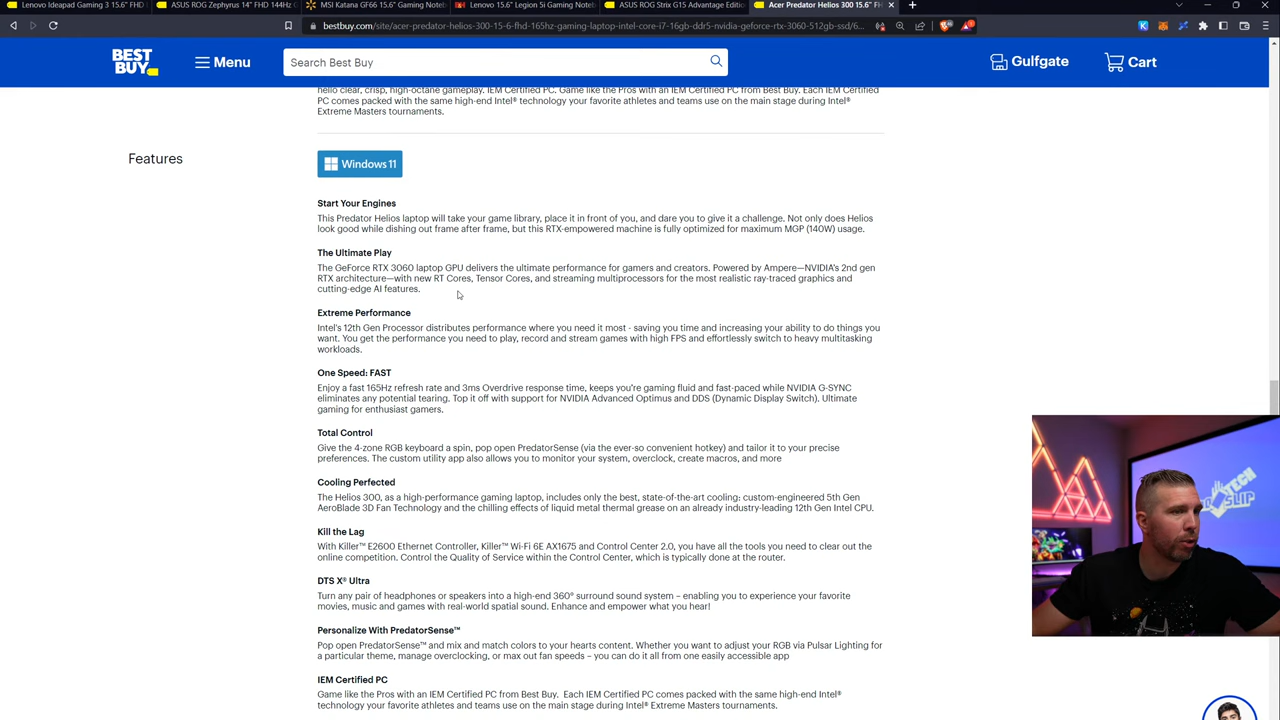 Lenovo Ideapad Gaming 3 15.6" FHD
ASUS ROG Zephyrus 14" FHD 144Hz G
MSI Katana GF66 15.6" Gaming Noteb
Lenovo 15.6" Legion 5i Gaming Noteb
ASUS ROG Strix G15 Advantage Edition
Acer Predator Helios 300 15.6" FH
bestbuy.com/site/acer-predator-helios-300-15-6-fhd-165hz-gaming-laptop-intel-core-i7-16gb-ddr5-nvidia-geforce-rtx-3060-512gb-ssd/6...
BEST
BUY
Menu
Search Best Buy
Gulfgate
Cart
hello clear, crisp, high-octane gameplay. IEM Certified PC. Game like the Pros with an IEM Certified PC from Best Buy. Each IEM Certified
PC comes packed with the same high-end Intel® technology your favorite athletes and teams use on the main stage during Intel®
Extreme Masters tournaments.
Features
Windows 11
Start Your Engines
This Predator Helios laptop will take your game library, place it in front of you, and dare you to give it a challenge. Not only does Helios
look good while dishing out frame after frame, but this RTX-empowered machine is fully optimized for maximum MGP (140W) usage.
The Ultimate Play
The GeForce RTX 3060 laptop GPU delivers the ultimate performance for gamers and creators. Powered by Ampere—NVIDIA's 2nd gen
RTX architecture—with new RT Cores, Tensor Cores, and streaming multiprocessors for the most realistic ray-traced graphics and
cutting-edge AI features.
Extreme Performance
Intel's 12th Gen Processor distributes performance where you need it most - saving you time and increasing your ability to do things you
want. You get the performance you need to play, record and stream games with high FPS and effortlessly switch to heavy multitasking
workloads.
One Speed: FAST
Enjoy a fast 165Hz refresh rate and 3ms Overdrive response time, keeps you're gaming fluid and fast-paced while NVIDIA G-SYNC
eliminates any potential tearing. Top it off with support for NVIDIA Advanced Optimus and DDS (Dynamic Display Switch). Ultimate
gaming for enthusiast gamers.
Total Control
Give the 4-zone RGB keyboard a spin, pop open PredatorSense (via the ever-so convenient hotkey) and tailor it to your precise
preferences. The custom utility app also allows you to monitor your system, overclock, create macros, and more
Cooling Perfected
The Helios 300, as a high-performance gaming laptop, includes only the best, state-of-the-art cooling: custom-engineered 5th Gen
AeroBlade 3D Fan Technology and the chilling effects of liquid metal thermal grease on an already industry-leading 12th Gen Intel CPU.
Kill the Lag
With Killer™ E2600 Ethernet Controller, Killer™ Wi-Fi 6E AX1675 and Control Center 2.0, you have all the tools you need to clear out the
online competition. Control the Quality of Service within the Control Center, which is typically done at the router.
DTS X® Ultra
Turn any pair of headphones or speakers into a high-end 360° surround sound system – enabling you to experience your favorite
movies, music and games with real-world spatial sound. Enhance and empower what you hear!
Personalize With PredatorSense™
Pop open PredatorSense™ and mix and match colors to your hearts content. Whether you want to adjust your RGB via Pulsar Lighting for
a particular theme, manage overclocking, or max out fan speeds – you can do it all from one easily accessible app
IEM Certified PC
Game like the Pros with an IEM Certified PC from Best Buy. Each IEM Certified PC comes packed with the same high-end Intel®
technology your favorite athletes and teams use on the main stage during Intel® Extreme Masters tournaments.
TECH